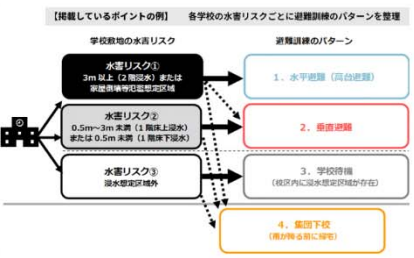 【掲載しているポイントの例】 各学校の水害リスクごとに避難訓練のパターンを整理
学校敷地の水害リスク
避難訓練のパターン
水害リスク①
3m 以上（2 階浸水）または
家屋倒壊等氾濫想定区域
1．水平避難（高台避難）
水害リスク②
0.5m～3m 未満（1 階床上浸水）
または 0.5m 未満（1 階床下浸水）
2．垂直避難
水害リスク③
浸水想定区域外
3．学校待機
（校区内に浸水想定区域が存在）
4．集団下校
（雨が降る前に帰宅）